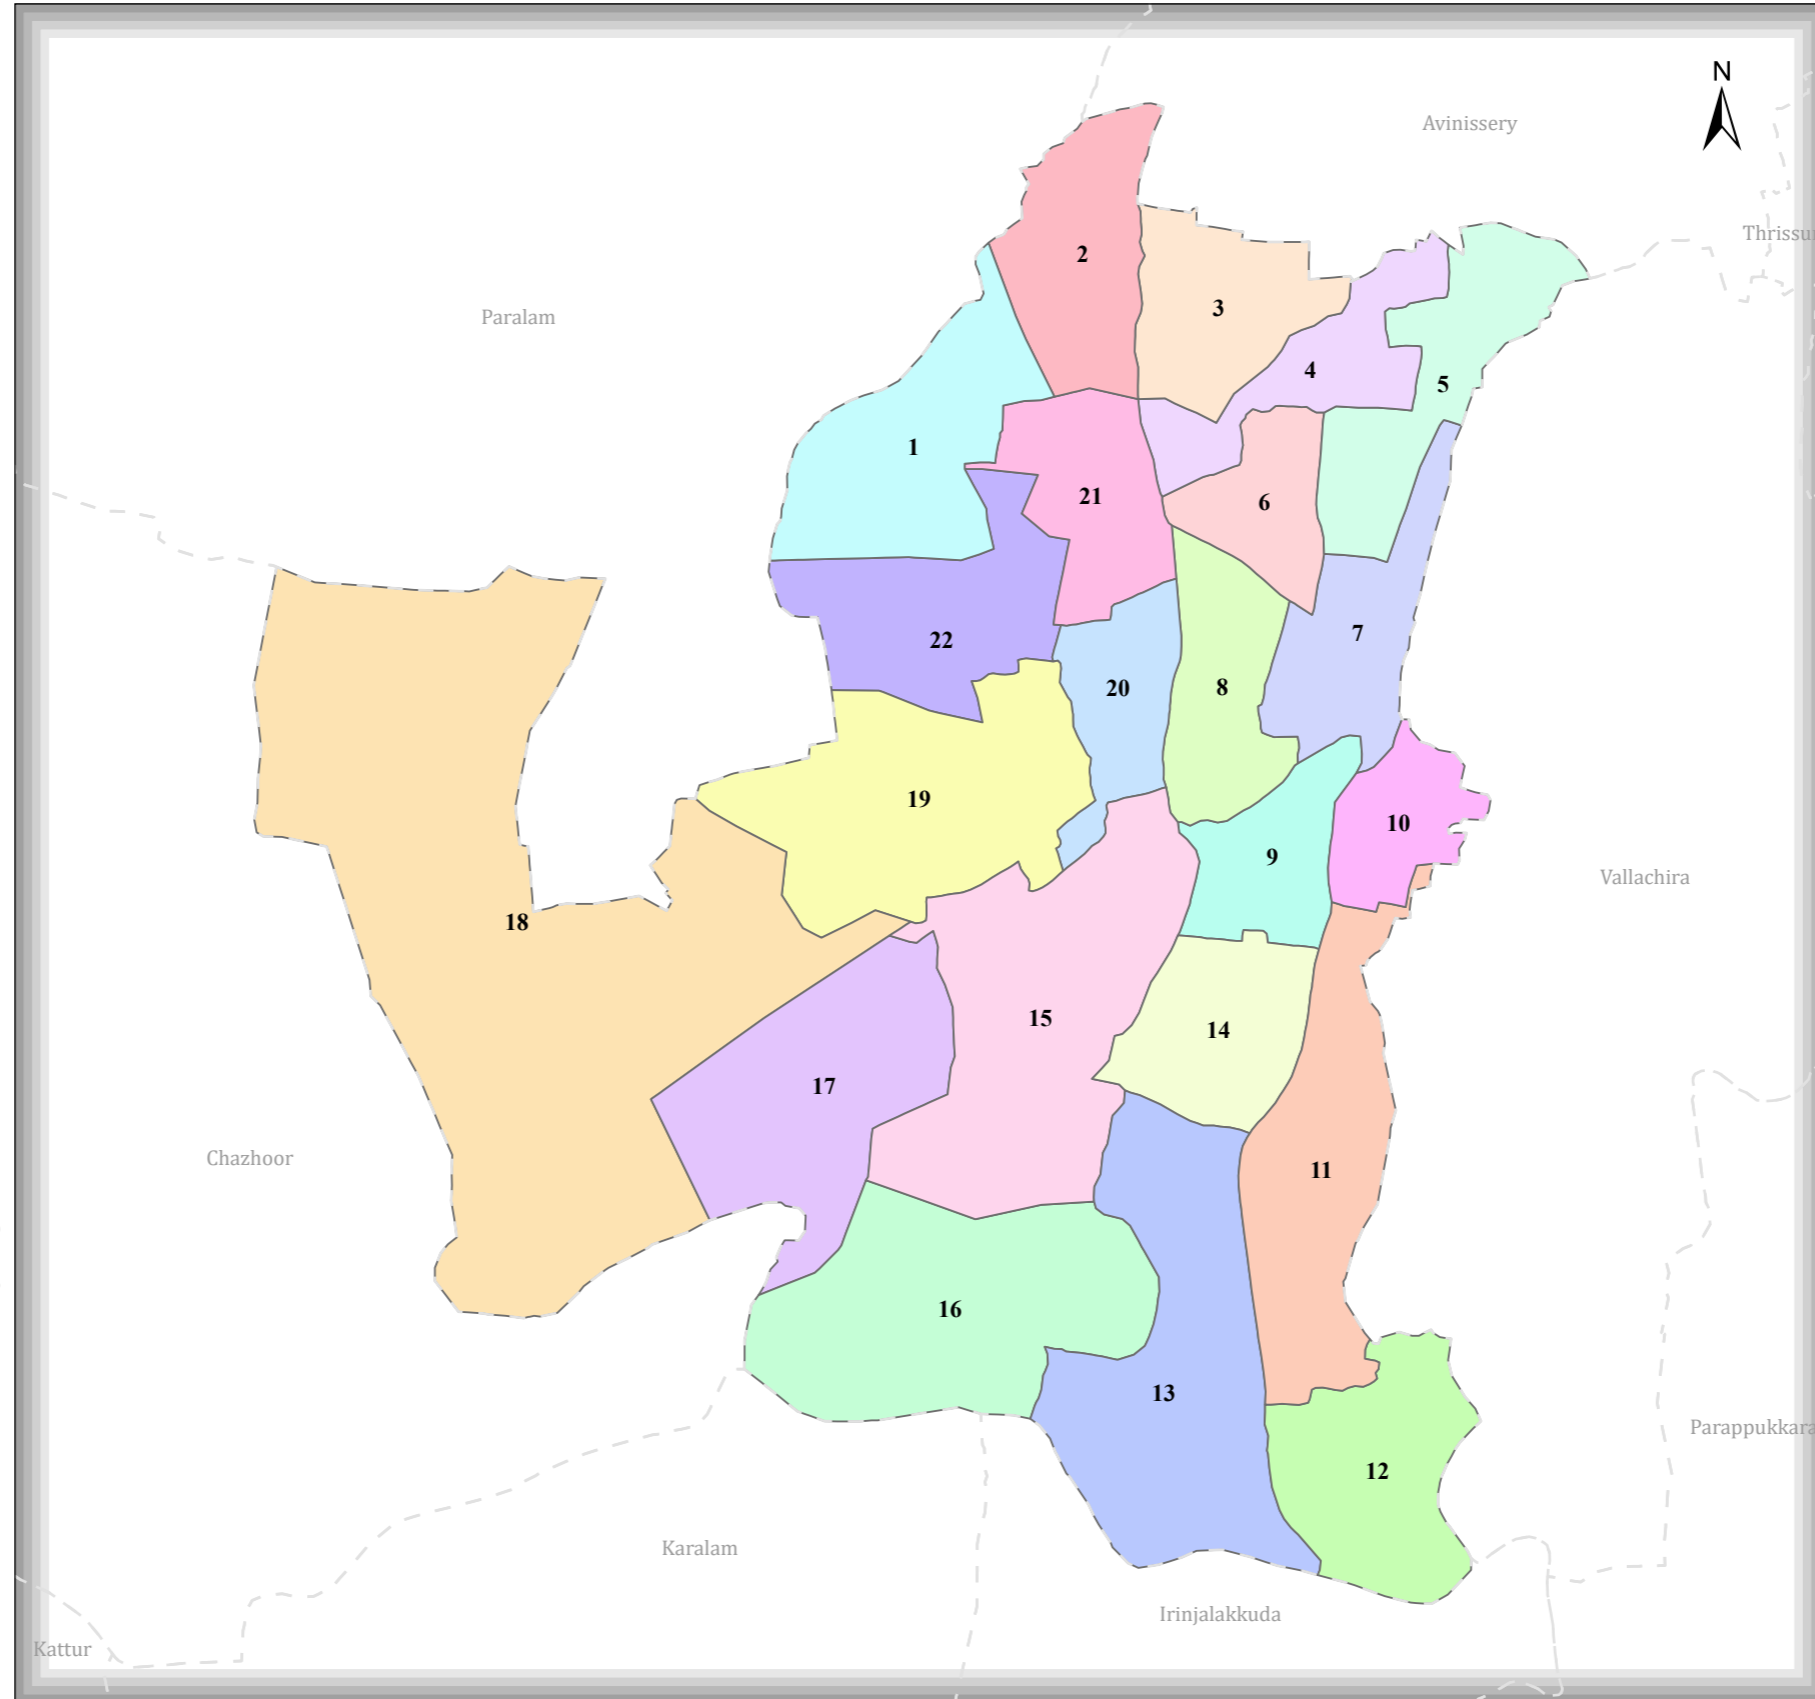 N
Avinissery
Thrissu
2
3
Paralam
4
5
1
21
6
7
22
20
8
19
10
9
Vallachira
18
15
14
17
Chazhoor
11
16
13
Parappukkara
12
Karalam
Irinjalakkuda
Kattur